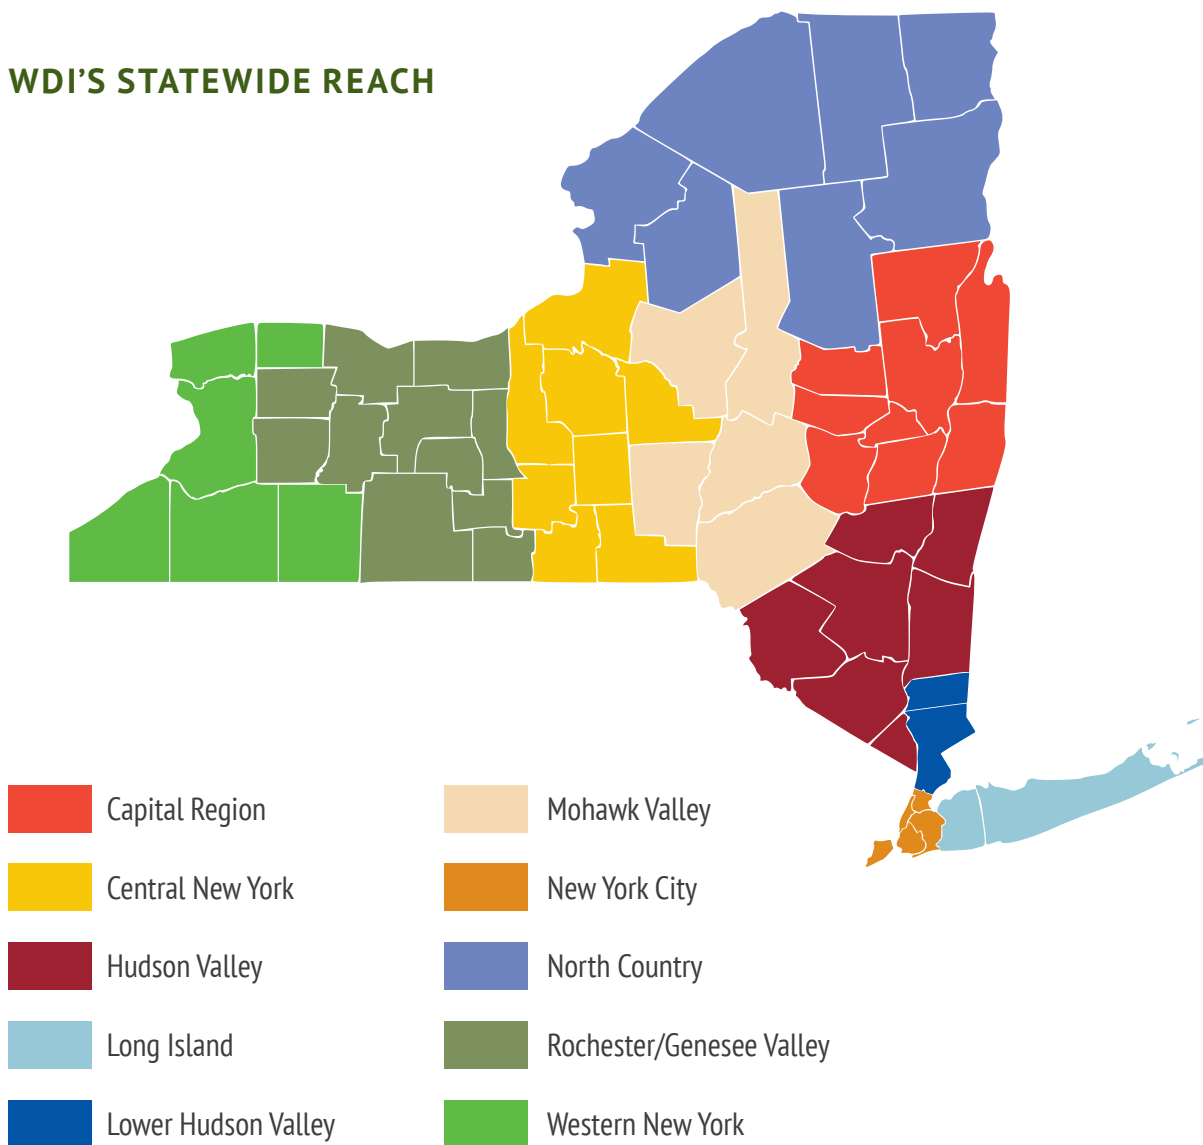 WDI’S STATEWIDE REACH
Capital Region
Central New York
Hudson Valley
Long Island
Lower Hudson Valley
Mohawk Valley
New York City
North Country
Rochester/Genesee Valley
Western New York